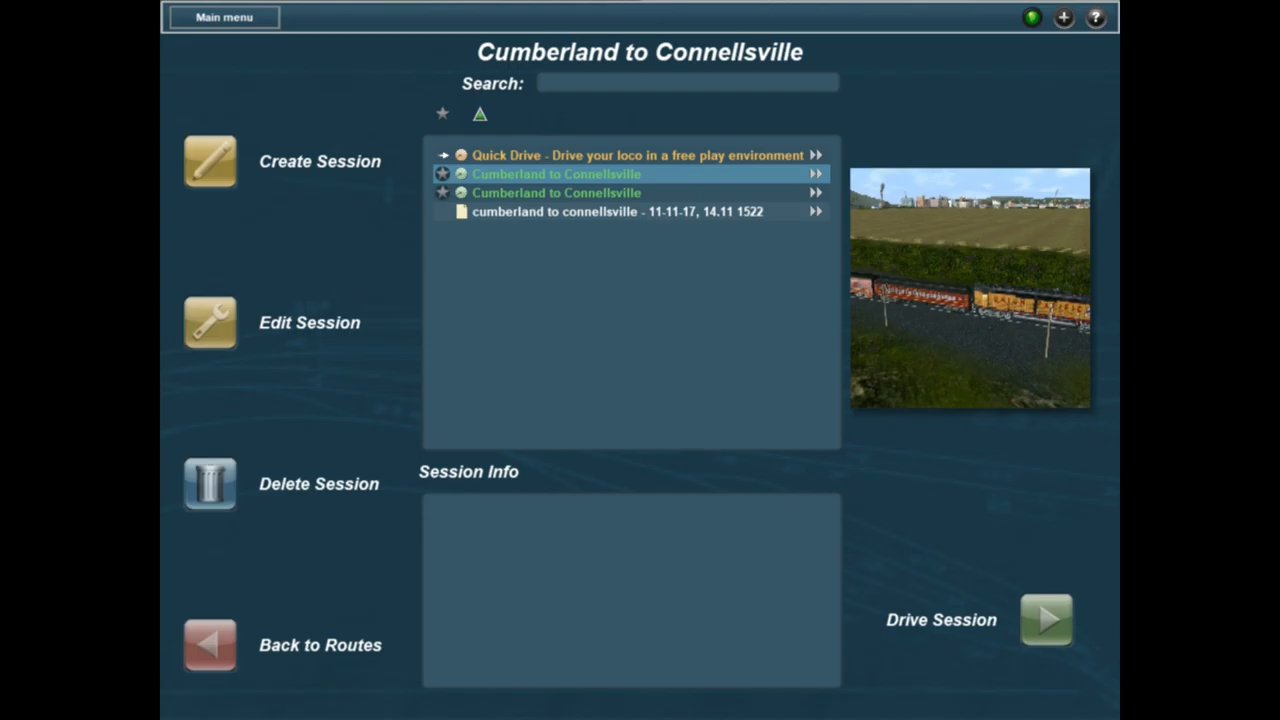 Main menu
?
Cumberland to Connellsville
Search:
Create Session
Quick Drive - Drive your loco in a free play environment
Cumberland to Connellsville
Cumberland to Connellsville
cumberland to connellsville - 11-11-17, 14.11 1522
Edit Session
Session Info
Delete Session
Drive Session
Back to Routes